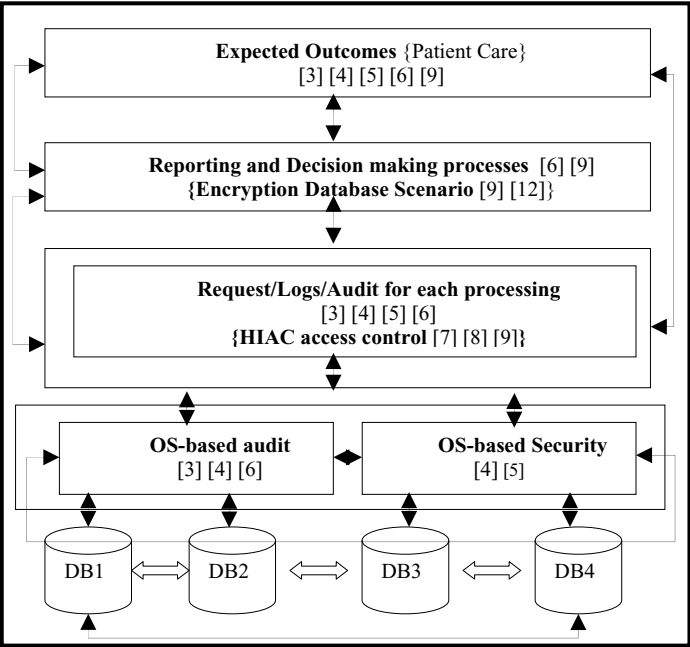 Expected Outcomes {Patient Care}
[3] [4] [5] [6] [9]
Reporting and Decision making processes [6] [9]
{Encryption Database Scenario [9] [12]}
Request/Logs/Audit for each processing
[3] [4] [5] [6]
{HIAC access control [7] [8] [9]}
OS-based audit
[3] [4] [6]
OS-based Security
[4] [5]
DB1
DB2
DB3
DB4